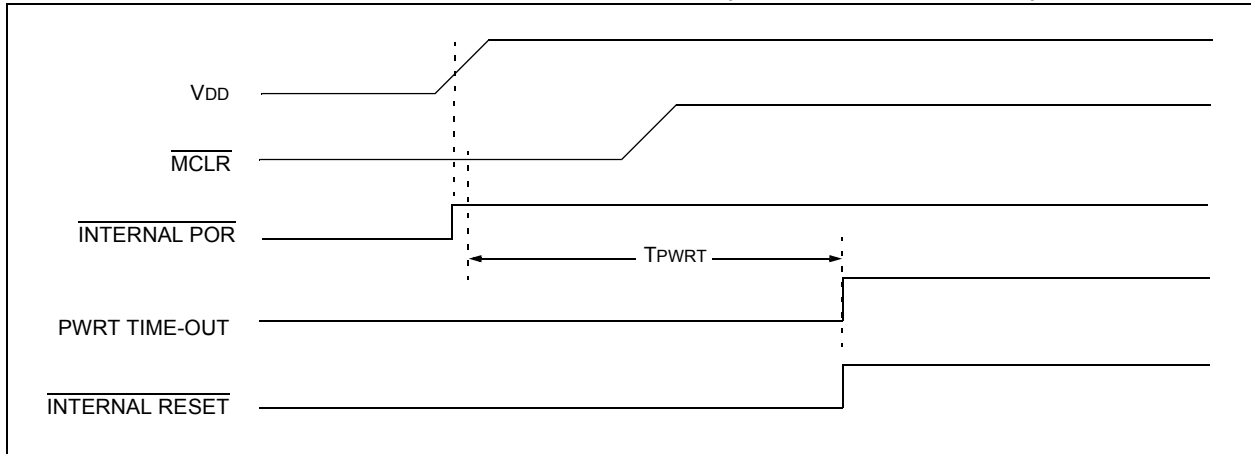 VDD
MCLR
INTERNAL POR
TPWRT
PWRT TIME-OUT
INTERNAL RESET